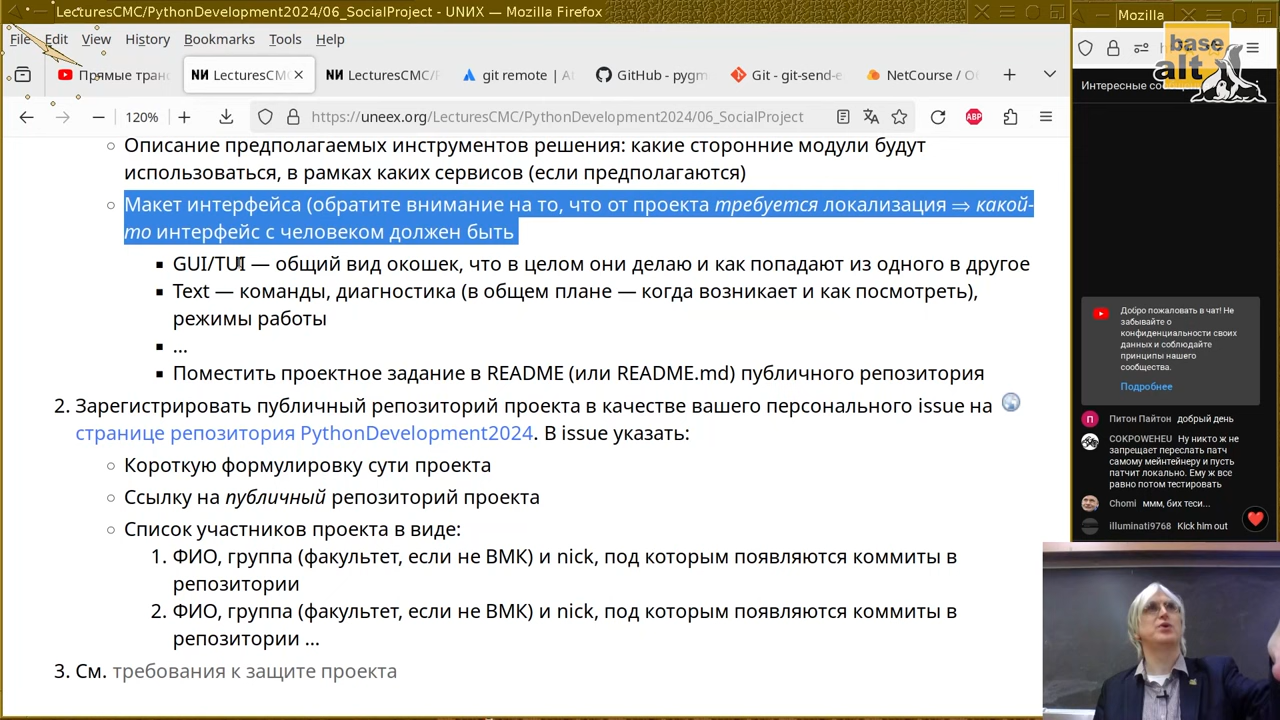 LecturesCMC/PythonDevelopment2024/06_SocialProject - UNИX — Mozilla Firefox
Mozilla
File Edit View History Bookmarks Tools Help
base
alt
Прямые тран
LecturesCMC
LecturesCMC/P
git remote | At
GitHub - pygm
Git - git-send-e
NetCourse / О
Интересные со
120%
https://uneex.org/LecturesCMC/PythonDevelopment2024/06_SocialProject
ABP
Описание предполагаемых инструментов решения: какие сторонние модули будут
использоваться, в рамках каких сервисов (если предполагаются)
Макет интерфейса (обратите внимание на то, что от проекта требуется локализация ⇒ какой-
то интерфейс с человеком должен быть
GUI/TUI — общий вид окошек, что в целом они делаю и как попадают из одного в другое
Text — команды, диагностика (в общем плане — когда возникает и как посмотреть),
режимы работы
...
Поместить проектное задание в README (или README.md) публичного репозитория
2. Зарегистрировать публичный репозиторий проекта в качестве вашего персонального issue на
странице репозитория PythonDevelopment2024. В issue указать:
Короткую формулировку сути проекта
Ссылку на публичный репозиторий проекта
Список участников проекта в виде:
1. ФИО, группа (факультет, если не ВМК) и nick, под которым появляются коммиты в
репозитории
2. ФИО, группа (факультет, если не ВМК) и nick, под которым появляются коммиты в
репозитории ...
3. См. требования к защите проекта
Добро пожаловать в чат! Не
забывайте о
конфиденциальности своих
данных и соблюдайте
принципы нашего
сообщества.
Подробнее
П Питон Пайтон добрый день
COKPOWEHEU Ну никто ж не
запрещает переслать патч
самому мейнтейнеру и пусть
патчит локально. Ему ж все
равно потом тестировать
Chomi ммм, бих теси...
illuminati9768 Kick him out